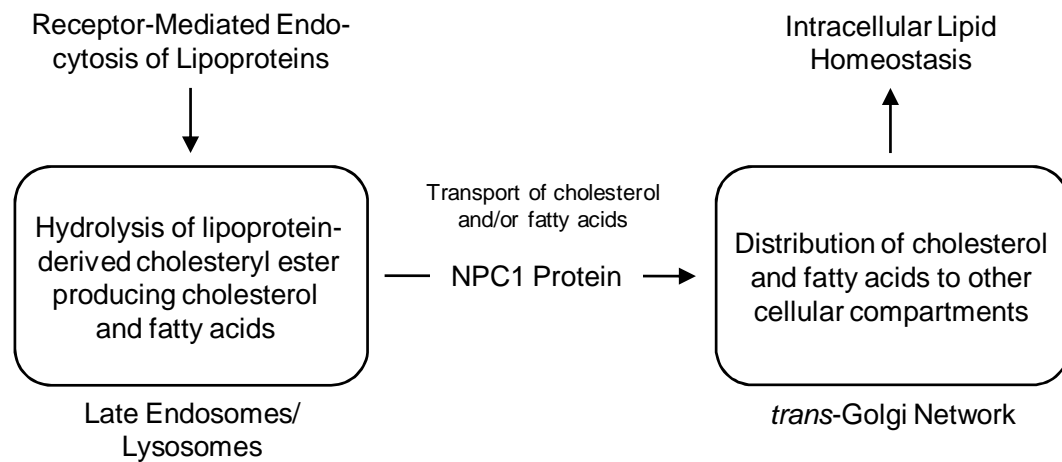 Receptor-Mediated Endo-
cytosis of Lipoproteins
Hydrolysis of lipoprotein-
derived cholesteryl ester
producing cholesterol
and fatty acids
Late Endosomes/
Lysosomes
Transport of cholesterol
and/or fatty acids
NPC1 Protein
Intracellular Lipid
Homeostasis
Distribution of cholesterol
and fatty acids to other
cellular compartments
trans-Golgi Network